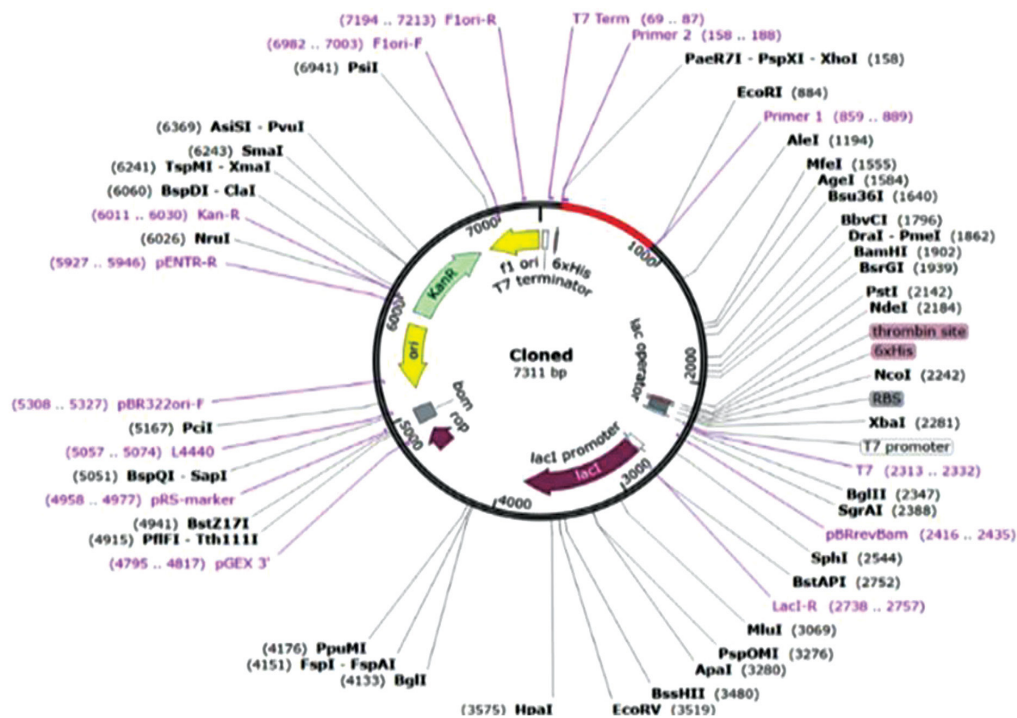 (7194 .. 7213) F1ori-R
(6982 .. 7003) F1ori-F
(6941) PsiI
(6369) AsiSI - PvuI
(6243) SmaI
(6241) TspMI - XmaI
(6060) BspDI - ClaI
(6011 .. 6030) Kan-R
(6026) NruI
(5927 .. 5946) pENTR-R
(5308 .. 5327) pBR322ori-F
(5167) PciI
(5057 .. 5074) L4440
(5051) BspQI - SapI
(4958 .. 4977) pRS-marker
(4941) BstZ17I
(4915) PflFI - Tth111I
(4795 .. 4817) pGEX 3'
(4176) PpuMI
(4151) FspI - FspAI
(4133) BglI
(3575) HpaI
T7 Term (69 .. 87)
Primer 2 (158 .. 188)
PaeR7I - PspXI - XhoI (158)
EcoRI (884)
Primer 1 (859 .. 889)
AleI (1194)
MfeI (1555)
AgeI (1584)
Bsu36I (1640)
BbvCI (1796)
DraI - PmeI (1862)
BamHI (1902)
BsrGI (1939)
PstI (2142)
NdeI (2184)
thrombin site
6xHis
NcoI (2242)
RBS
XbaI (2281)
T7 promoter
T7 (2313 .. 2332)
BglII (2347)
SgrAI (2388)
pBRrevBam (2416 .. 2435)
SphI (2544)
BstAPI (2752)
LacI-R (2738 .. 2757)
MluI (3069)
PspOMI (3276)
ApaI (3280)
BssHII (3480)
EcoRV (3519)
7000
1000
6000
2000
5000
3000
4000
f1 ori
6xHis
T7 terminator
KanR
ori
lac operator
Cloned
7311 bp
bom
rop
lacI promoter
lacI